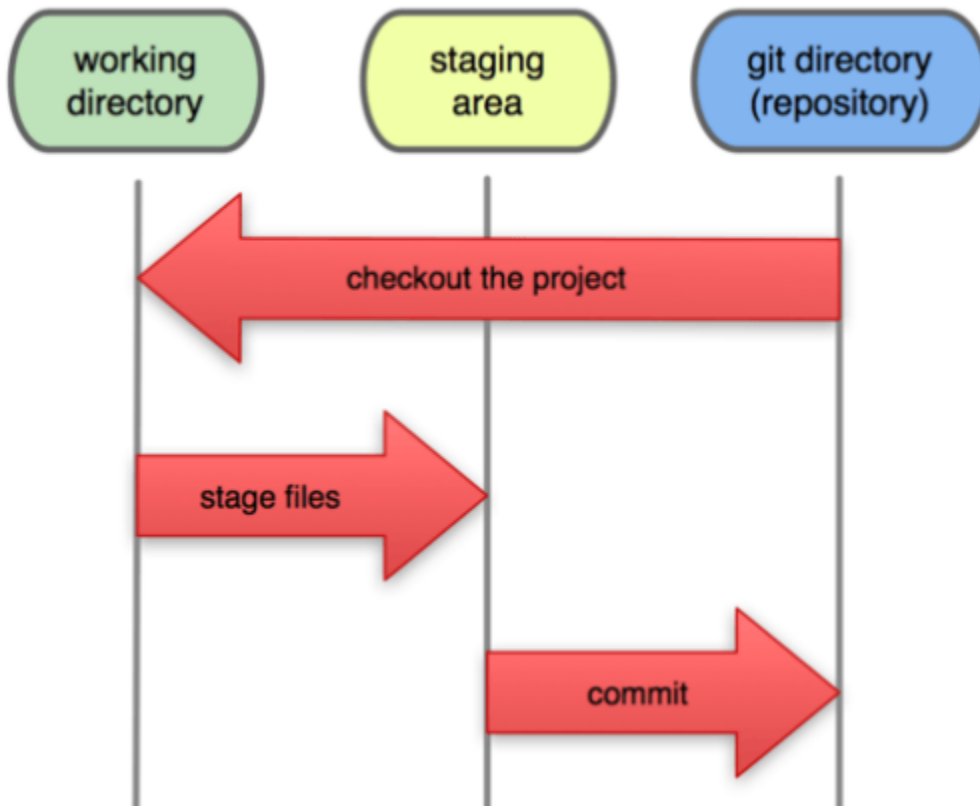 working
directory
staging
area
git directory
(repository)
checkout the project
stage files
commit